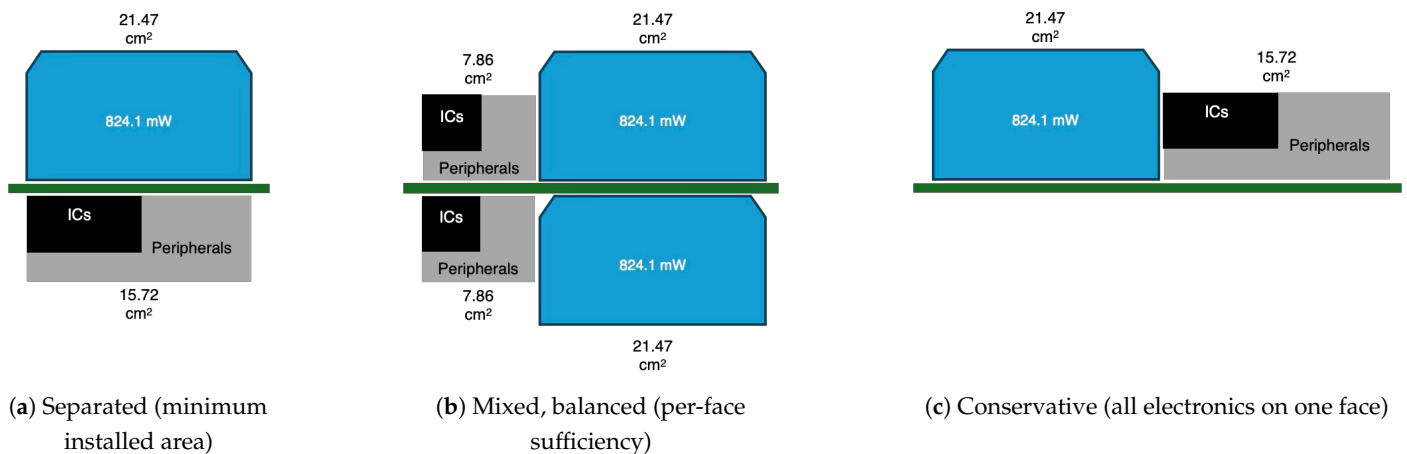 21.47
cm²
824.1 mW
ICs
Peripherals
15.72
cm²
(a) Separated (minimum
installed area)
7.86
cm²
21.47
cm²
ICs
Peripherals
824.1 mW
ICs
Peripherals
824.1 mW
7.86
cm²
21.47
cm²
(b) Mixed, balanced (per-face
sufficiency)
21.47
cm²
15.72
cm²
824.1 mW
ICs
Peripherals
(c) Conservative (all electronics on one face)